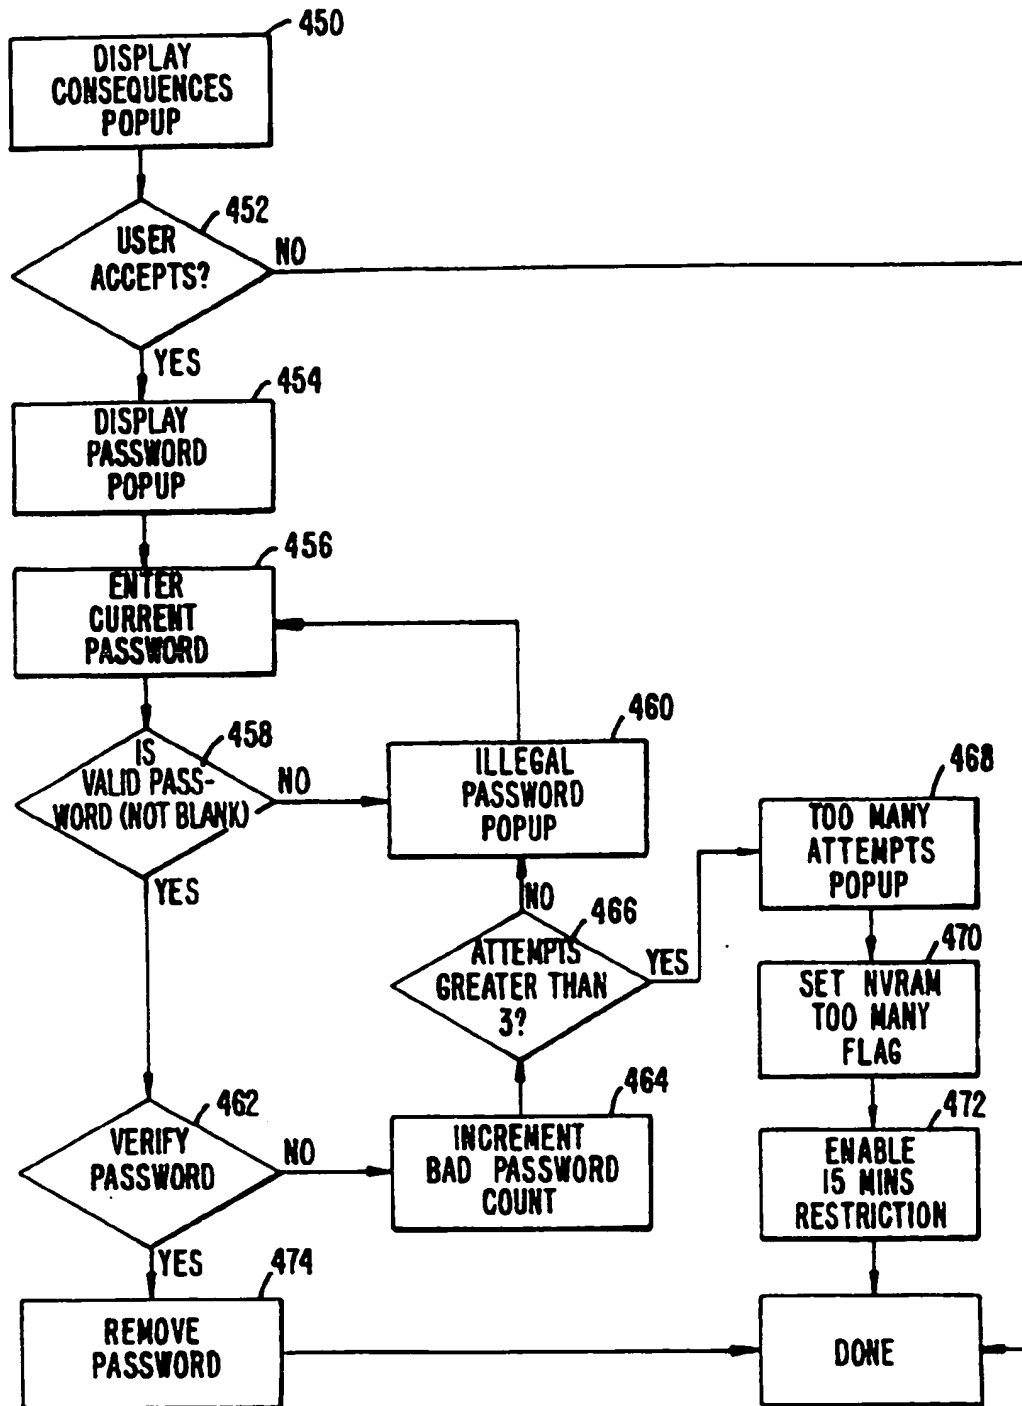 450
DISPLAY
CONSEQUENCES
POPUP
452
USER
ACCEPTS?
NO
YES
454
DISPLAY
PASSWORD
POPUP
456
ENTER
CURRENT
PASSWORD
458
IS
VALID PASS-
WORD (NOT BLANK)
NO
YES
460
ILLEGAL
PASSWORD
POPUP
NO
466
ATTEMPTS
GREATER THAN
3?
YES
468
TOO MANY
ATTEMPTS
POPUP
470
SET NVRAM
TOO MANY
FLAG
472
ENABLE
15 MINS
RESTRICTION
462
VERIFY
PASSWORD
NO
YES
464
INCREMENT
BAD PASSWORD
COUNT
474
REMOVE
PASSWORD
DONE